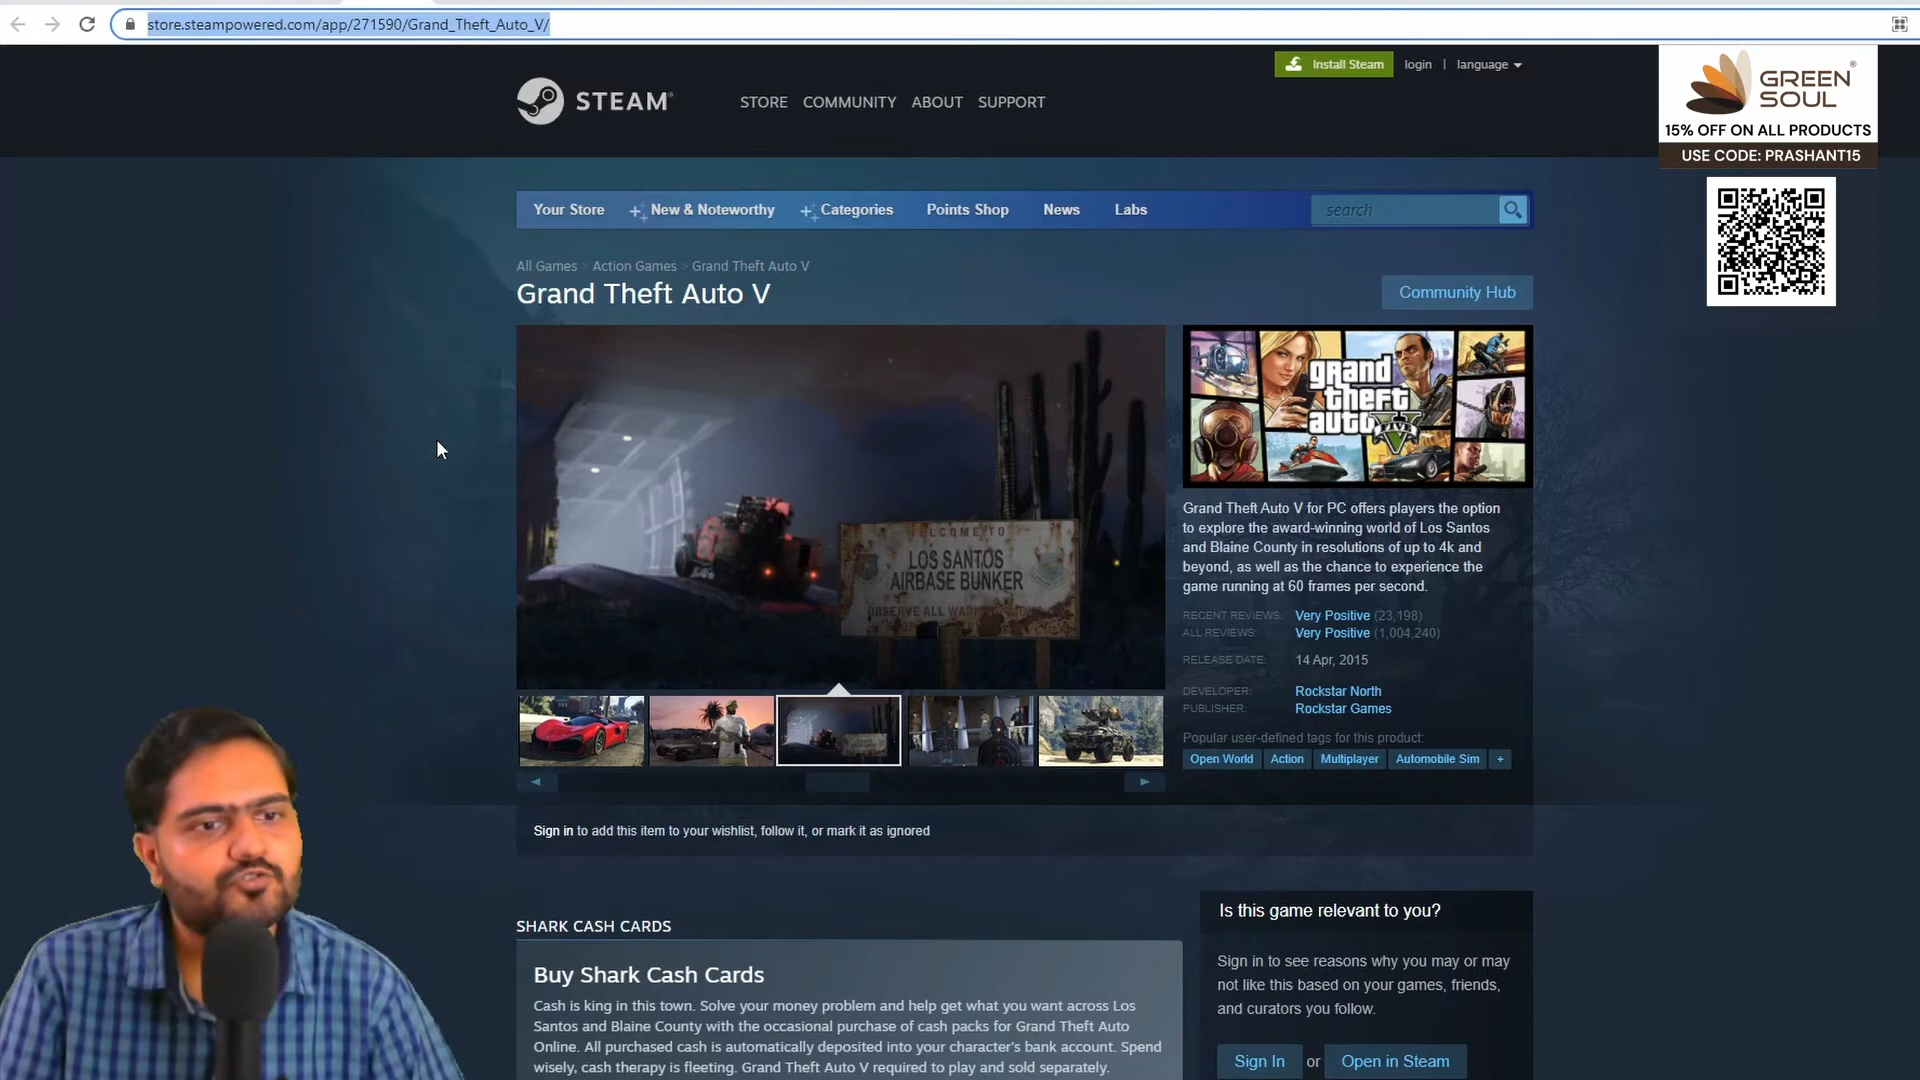 store.steampowered.com/app/271590/Grand_Theft_Auto_V/
Install Steam
login | language
STEAM®
STORE COMMUNITY ABOUT SUPPORT
GREEN SOUL®
15% OFF ON ALL PRODUCTS
USE CODE: PRASHANT15
Your Store New & Noteworthy Categories Points Shop News Labs
search
All Games > Action Games > Grand Theft Auto V
Grand Theft Auto V
Community Hub
WELCOME TO
LOS SANTOS
AIRBASE BUNKER
OBSERVE ALL
grand
theft
auto
V
FIVE
Grand Theft Auto V for PC offers players the option
to explore the award-winning world of Los Santos
and Blaine County in resolutions of up to 4k and
beyond, as well as the chance to experience the
game running at 60 frames per second.
RECENT REVIEWS: Very Positive (23,198)
ALL REVIEWS: Very Positive (1,004,240)
RELEASE DATE: 14 Apr, 2015
DEVELOPER: Rockstar North
PUBLISHER: Rockstar Games
Popular user-defined tags for this product:
Open World Action Multiplayer Automobile Sim +
Sign in to add this item to your wishlist, follow it, or mark it as ignored
SHARK CASH CARDS
Buy Shark Cash Cards
Cash is king in this town. Solve your money problem and help get what you want across Los
Santos and Blaine County with the occasional purchase of cash packs for Grand Theft Auto
Online. All purchased cash is automatically deposited into your character's bank account. Spend
wisely, cash therapy is fleeting. Grand Theft Auto V required to play and sold separately.
Is this game relevant to you?
Sign in to see reasons why you may or may
not like this based on your games, friends,
and curators you follow.
Sign In or Open in Steam